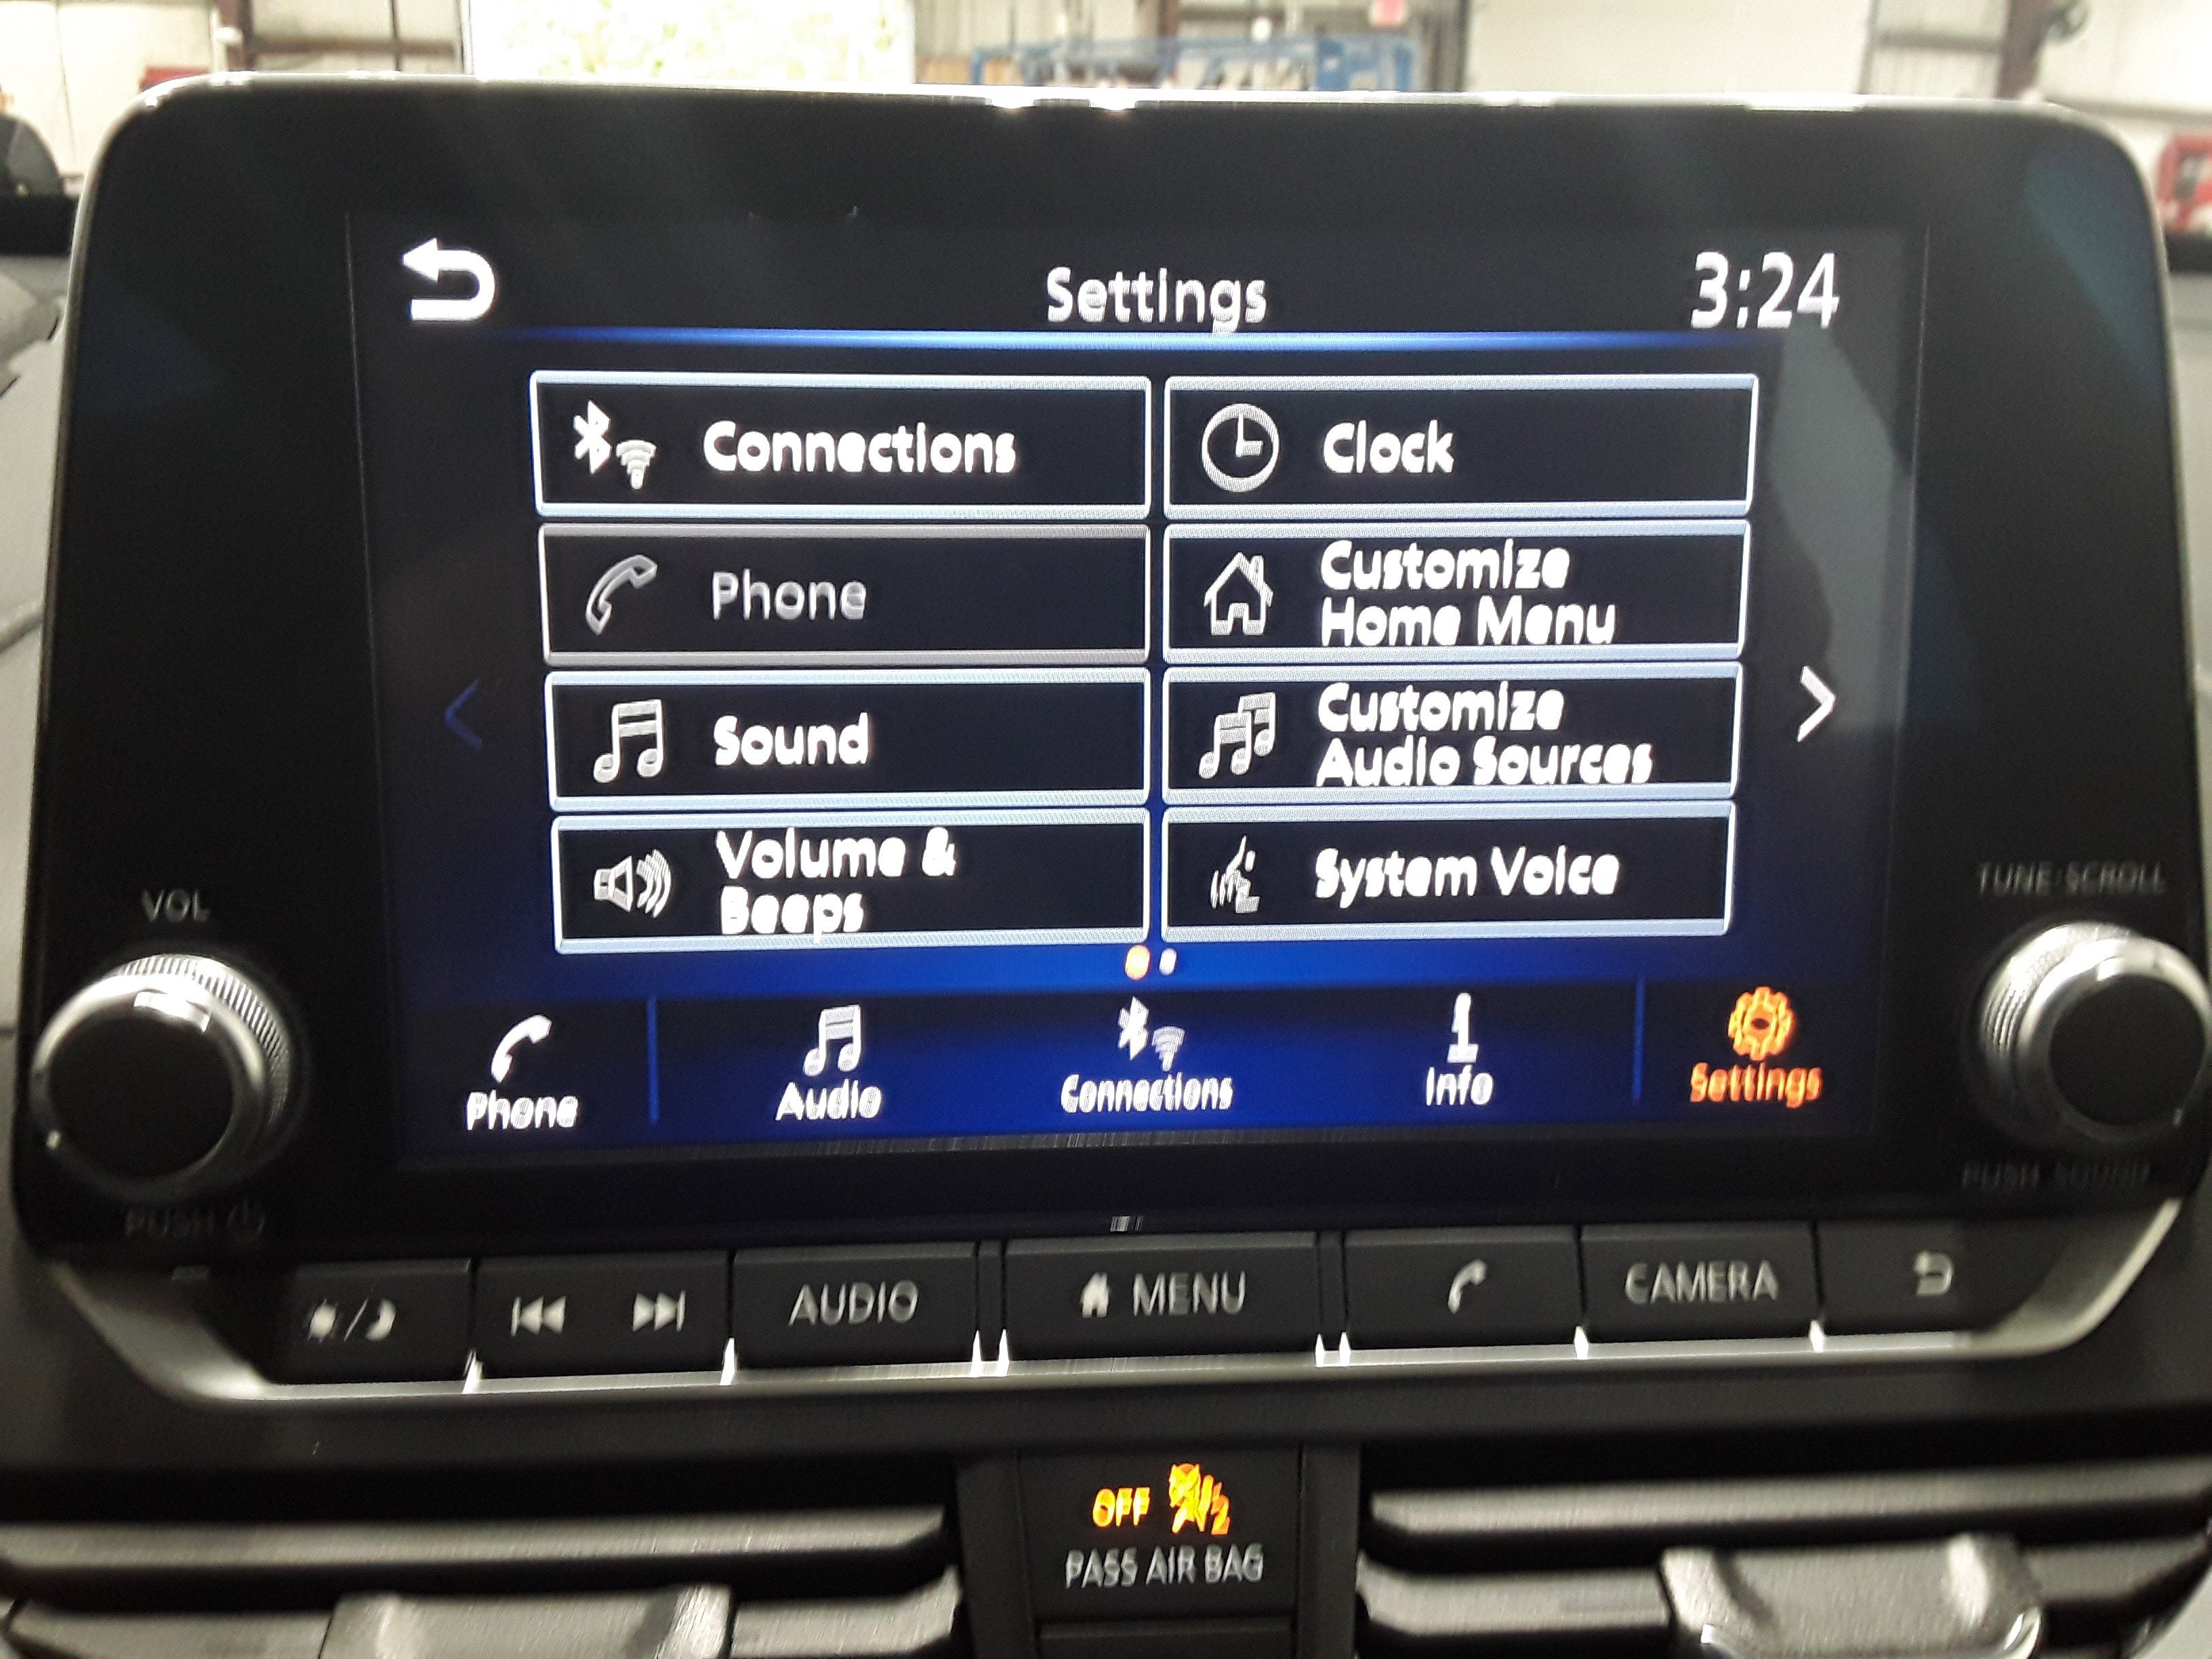 Settings
3:24
Connections
Clock
Phone
Customize
Home Menu
Sound
Customize
Audio Sources
Volume &
Beeps
System Voice
Phone
Audio
Connections
Info
Settings
VOL
TUNE·SCROLL
PUSH
PUSH SOUND
AUDIO
MENU
CAMERA
OFF
2
PASS AIR BAG